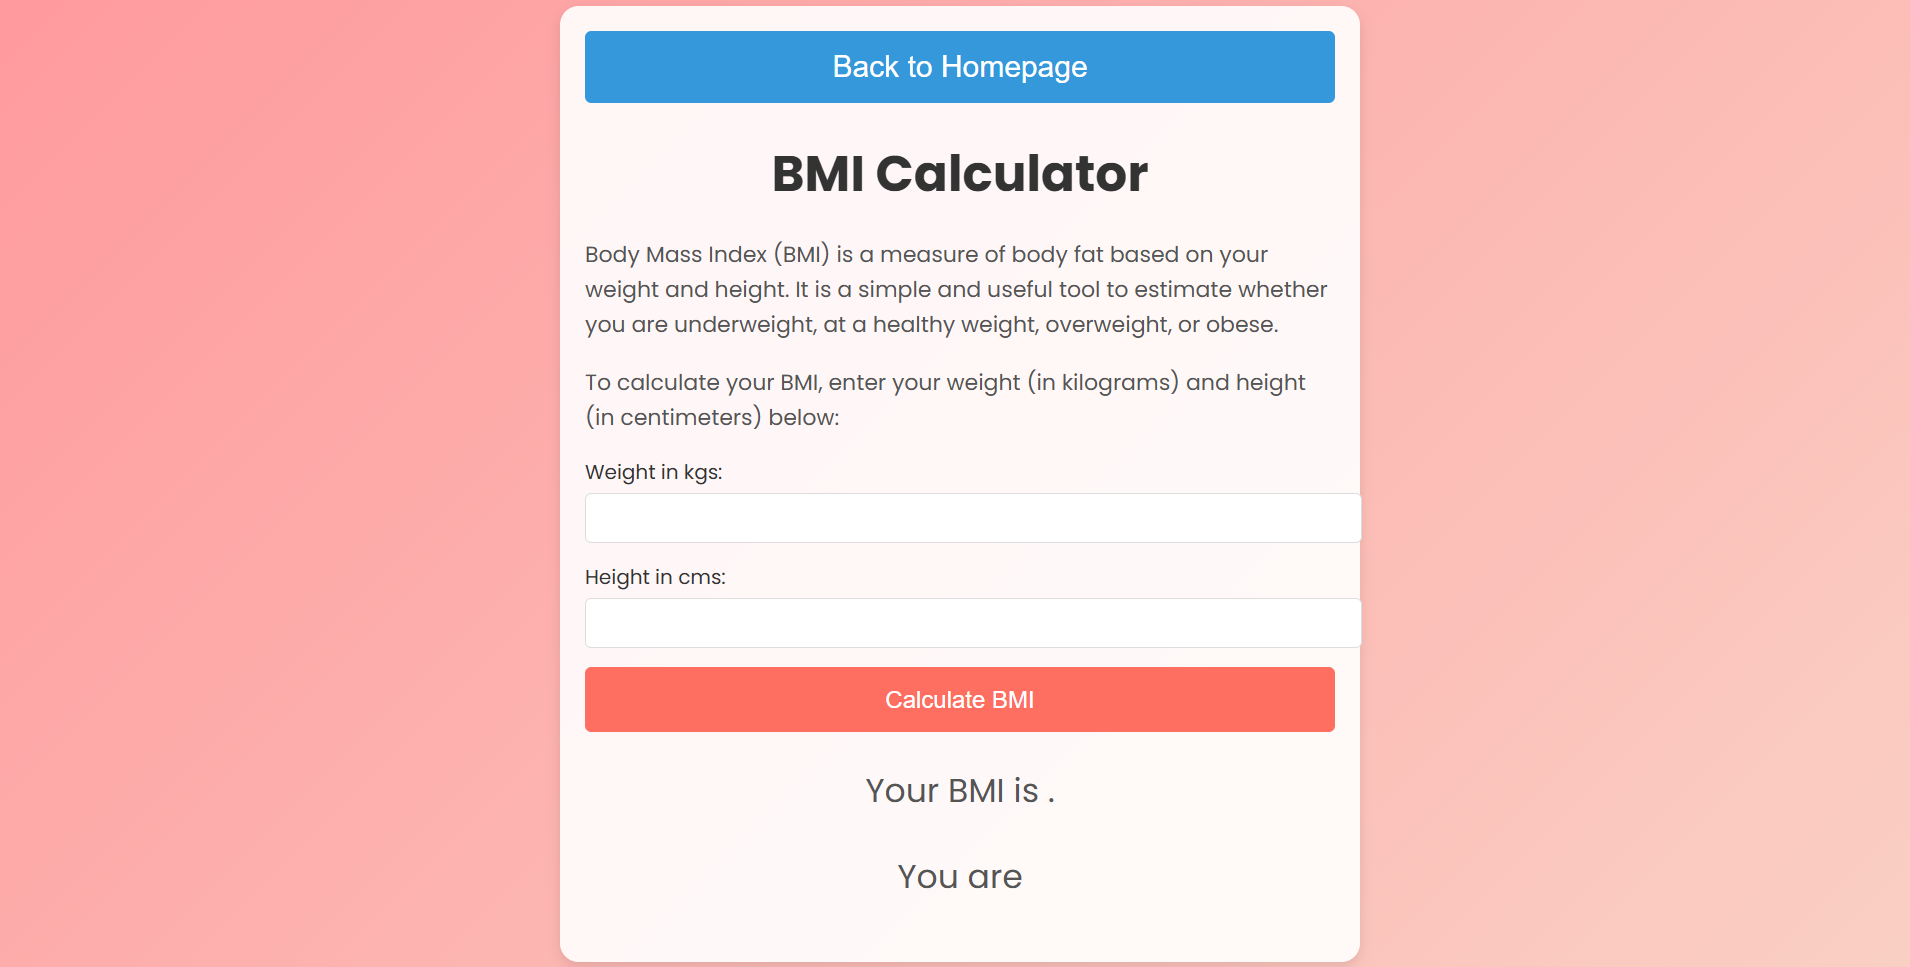 Back to Homepage
BMI Calculator
Body Mass Index (BMI) is a measure of body fat based on your
weight and height. It is a simple and useful tool to estimate whether
you are underweight, at a healthy weight, overweight, or obese.
To calculate your BMI, enter your weight (in kilograms) and height
(in centimeters) below:
Weight in kgs:
Height in cms:
Calculate BMI
Your BMI is .
You are